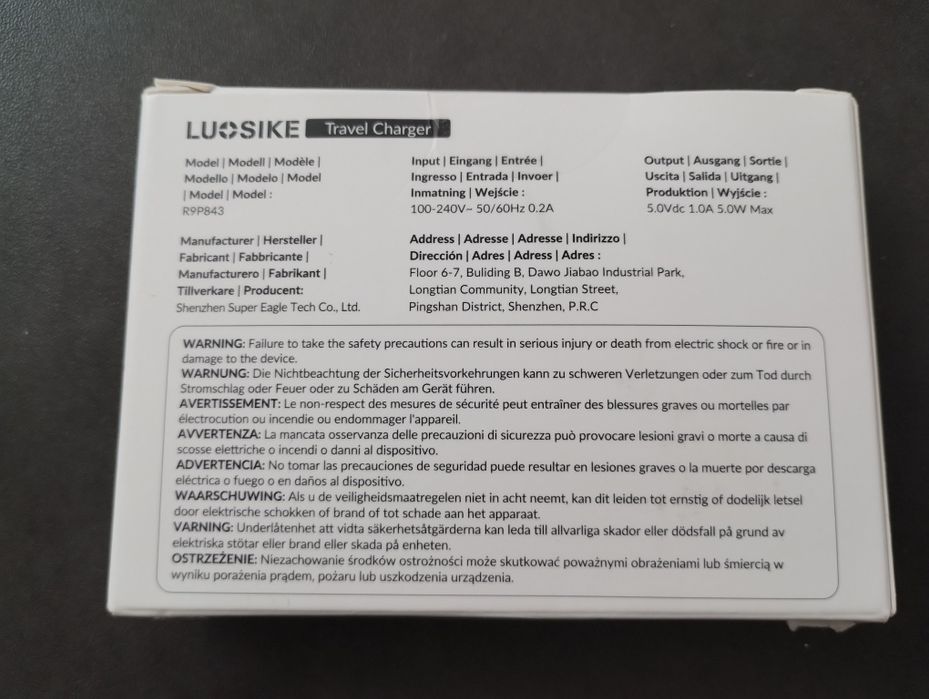 LUOSIKE Travel Charger
Model | Modell | Modèle |
Modello | Modelo | Model
| Model | Model :
R9P843
Input | Eingang | Entrée |
Ingresso | Entrada | Invoer |
Inmatning | Wejście :
100-240V~ 50/60Hz 0.2A
Output | Ausgang | Sortie |
Uscita | Salida | Uitgang |
Produktion | Wyjście :
5.0Vdc 1.0A 5.0W Max
Manufacturer | Hersteller |
Fabricant | Fabbricante |
Manufacturero | Fabrikant |
Tillverkare | Producent:
Shenzhen Super Eagle Tech Co., Ltd.
Address | Adresse | Adresse | Indirizzo |
Dirección | Adres | Adress | Adres :
Floor 6-7, Buliding B, Dawo Jiabao Industrial Park,
Longtian Community, Longtian Street,
Pingshan District, Shenzhen, P.R.C
WARNING: Failure to take the safety precautions can result in serious injury or death from electric shock or fire or in
damage to the device.
WARNUNG: Die Nichtbeachtung der Sicherheitsvorkehrungen kann zu schweren Verletzungen oder zum Tod durch
Stromschlag oder Feuer oder zu Schäden am Gerät führen.
AVERTISSEMENT: Le non-respect des mesures de sécurité peut entraîner des blessures graves ou mortelles par
électrocution ou incendie ou endommager l'appareil.
AVVERTENZA: La mancata osservanza delle precauzioni di sicurezza può provocare lesioni gravi o morte a causa di
scosse elettriche o incendi o danni al dispositivo.
ADVERTENCIA: No tomar las precauciones de seguridad puede resultar en lesiones graves o la muerte por descarga
eléctrica o fuego o en daños al dispositivo.
WAARSCHUWING: Als u de veiligheidsmaatregelen niet in acht neemt, kan dit leiden tot ernstig of dodelijk letsel
door elektrische schokken of brand of tot schade aan het apparaat.
VARNING: Underlåtenhet att vidta säkerhetsåtgärderna kan leda till allvarliga skador eller dödsfall på grund av
elektriska stötar eller brand eller skada på enheten.
OSTRZEŻENIE: Niezachowanie środków ostrożności może skutkować poważnymi obrażeniami lub śmiercią w
wyniku porażenia prądem, pożaru lub uszkodzenia urządzenia.